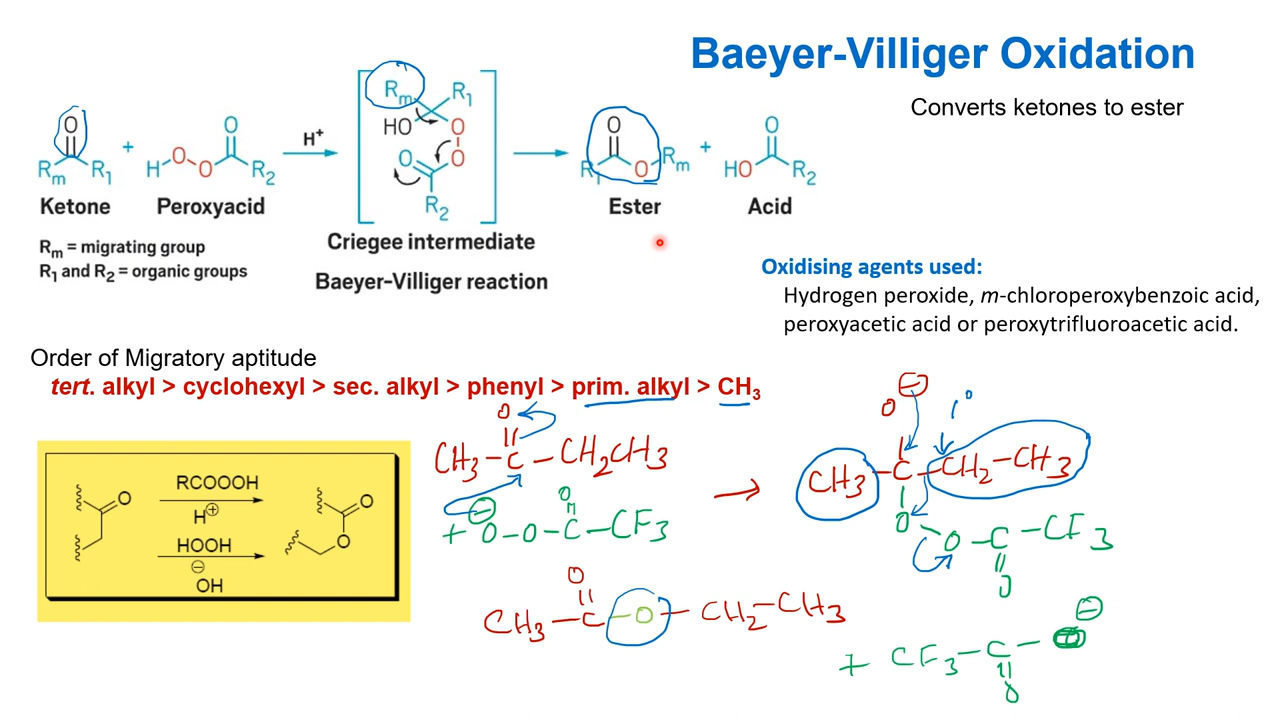 Baeyer-Villiger Oxidation
Converts ketones to ester
O
Rm R1
+
H-O-O
O
R2
H+
Rm R1
HO O
O O
R2
O
R1 O Rm
+
O
HO R2
Ketone Peroxyacid
Ester Acid
Rm = migrating group
R1 and R2 = organic groups
Criegee intermediate
Baeyer–Villiger reaction
Oxidising agents used:
Hydrogen peroxide, m-chloroperoxybenzoic acid,
peroxyacetic acid or peroxytrifluoroacetic acid.
Order of Migratory aptitude
tert. alkyl > cyclohexyl > sec. alkyl > phenyl > prim. alkyl > CH3
O
RCOOOH
H⊕
HOOH
⊖
OH
O
O
O
CH3-C-CH2CH3
O
+ ⊖O-O-C-CF3
⊖
O 1°
CH3-C-CH2-CH3
O
O-C-CF3
O
O
CH3-C-O-CH2-CH3
⊖
+ CF3-C-O
O